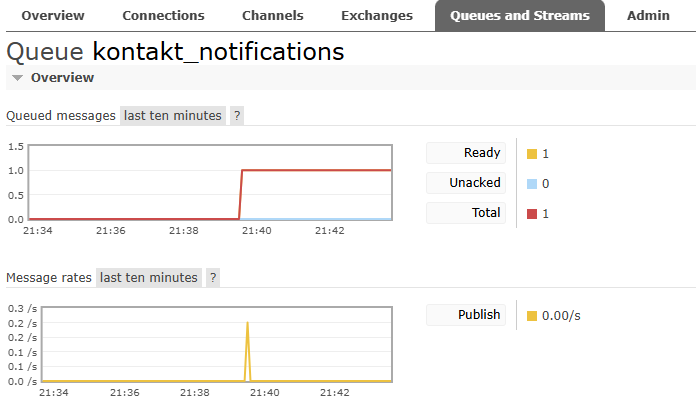 Overview Connections Channels Exchanges Queues and Streams Admin
Queue kontakt_notifications
Overview
Queued messages last ten minutes ?
1.5
1.0
0.5
0.0
21:34 21:36 21:38 21:40 21:42
Ready 1
Unacked 0
Total 1
Message rates last ten minutes ?
0.3 /s
0.2 /s
0.2 /s
0.1 /s
0.1 /s
0.0 /s
21:34 21:36 21:38 21:40 21:42
Publish 0.00/s